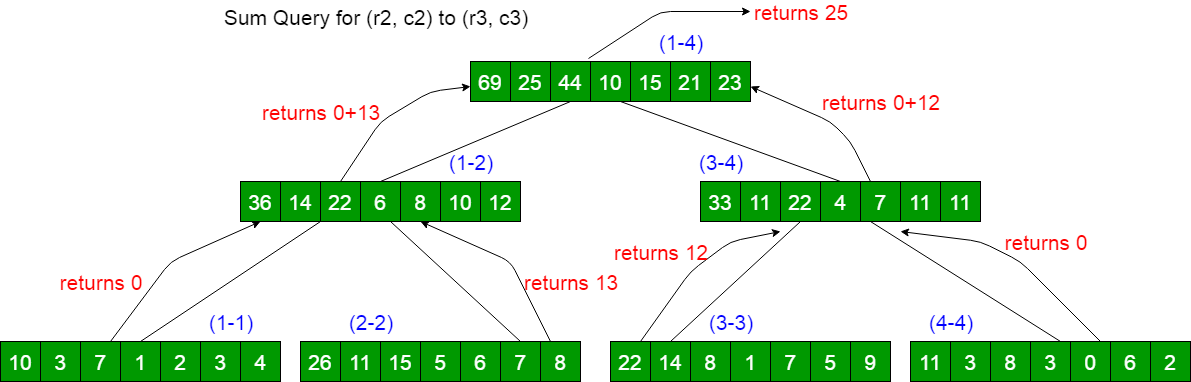 Sum Query for (r2, c2) to (r3, c3)
returns 25
(1-4)
69 25 44 10 15 21 23
returns 0+13
returns 0+12
(1-2)
(3-4)
36 14 22 6 8 10 12
33 11 22 4 7 11 11
returns 0
returns 13
returns 12
returns 0
(1-1)
(2-2)
(3-3)
(4-4)
10 3 7 1 2 3 4
26 11 15 5 6 7 8
22 14 8 1 7 5 9
11 3 8 3 0 6 2